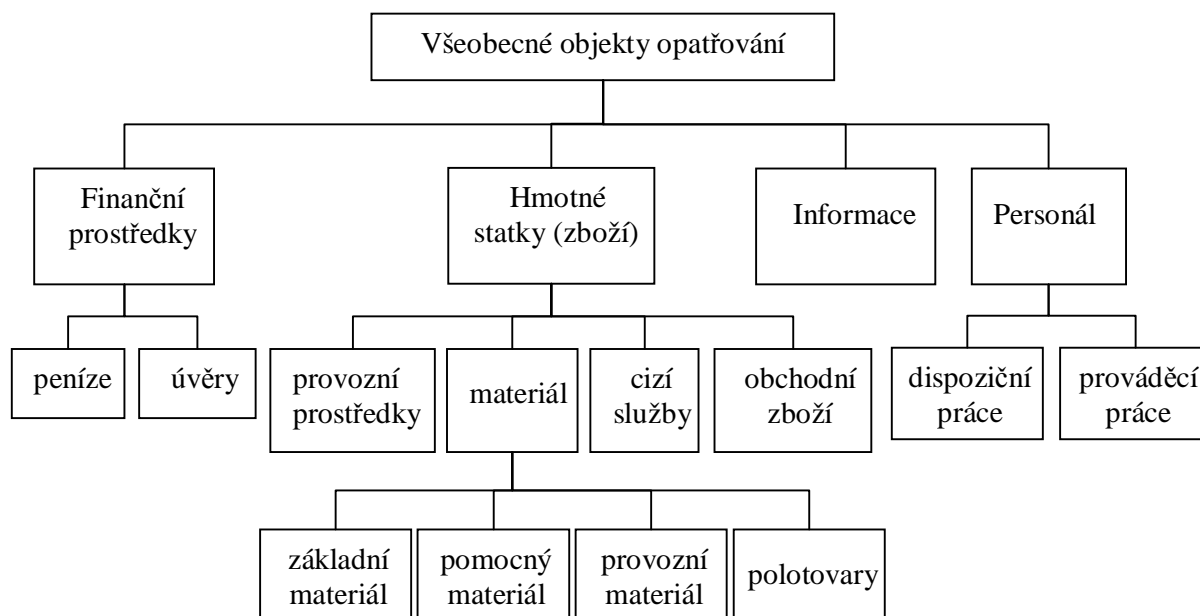 Všeobecné objekty opatřování
Finanční
prostředky
Hmotné
statky (zboží)
Informace
Personál
peníze
úvěry
provozní
prostředky
materiál
cizí
služby
obchodní
zboží
dispoziční
práce
prováděcí
práce
základní
materiál
pomocný
materiál
provozní
materiál
polotovary